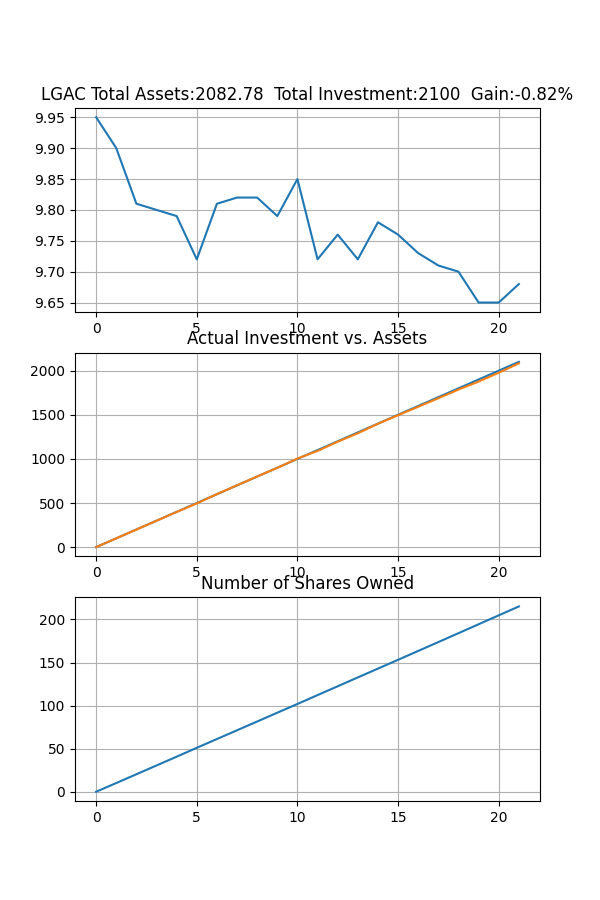 LGAC Total Assets:2082.78  Total Investment:2100  Gain:-0.82%
9.95
9.90
9.85
9.80
9.75
9.70
9.65
0 5 10 15 20
Actual Investment vs. Assets
2000
1500
1000
500
0
0 5 10 15 20
Number of Shares Owned
200
150
100
50
0
0 5 10 15 20